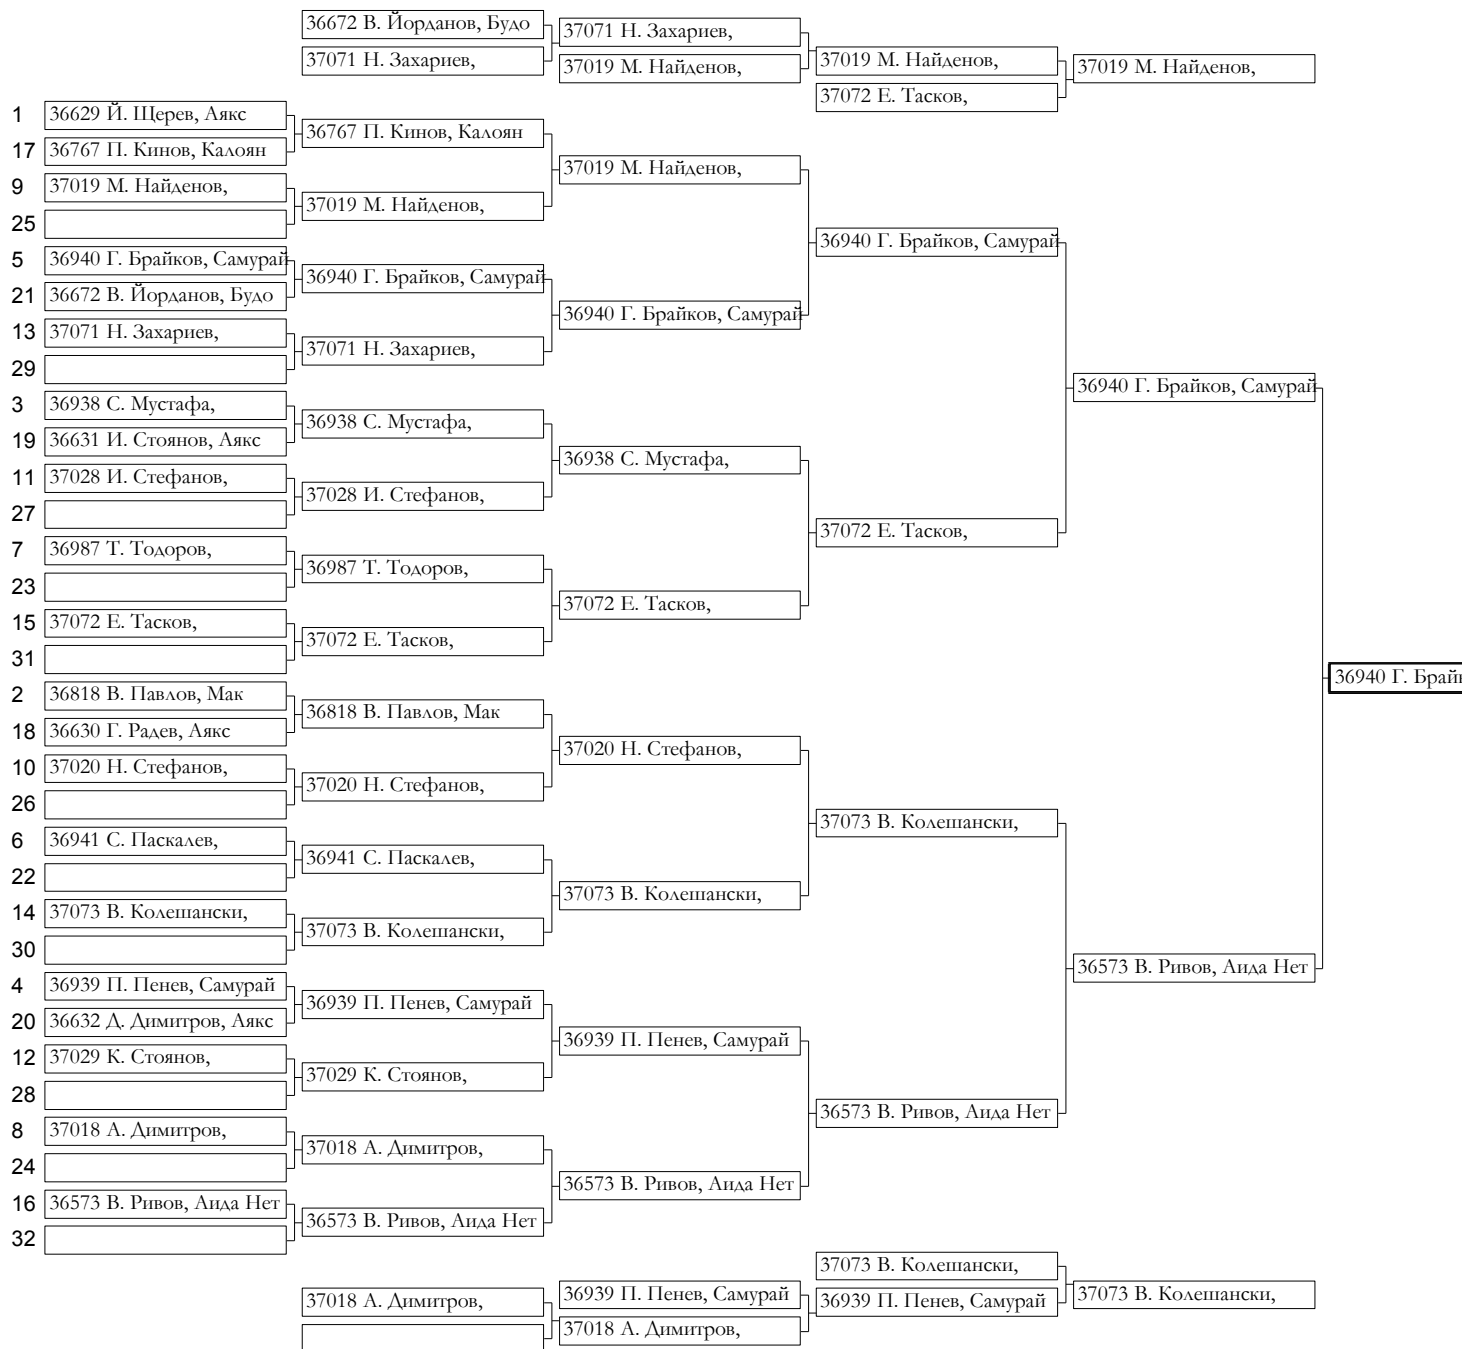 36672 В. Йорданов, Будо
37071 Н. Захариев,
37071 Н. Захариев,
37019 М. Найденов,
37019 М. Найденов,
37072 Е. Тасков,
37019 М. Найденов,
1 36629 Й. Щерев, Аякс
17 36767 П. Кинов, Калоян
9 37019 М. Найденов,
25
5 36940 Г. Брайков, Самурай
21 36672 В. Йорданов, Будо
13 37071 Н. Захариев,
29
3 36938 С. Мустафа,
19 36631 И. Стоянов, Аякс
11 37028 И. Стефанов,
27
7 36987 Т. Тодоров,
23
15 37072 Е. Тасков,
31
2 36818 В. Павлов, Мак
18 36630 Г. Радев, Аякс
10 37020 Н. Стефанов,
26
6 36941 С. Паскалев,
22
14 37073 В. Колешански,
30
4 36939 П. Пенев, Самурай
20 36632 Д. Димитров, Аякс
12 37029 К. Стоянов,
28
8 37018 А. Димитров,
24
16 36573 В. Ривов, Аида Нет
32
36767 П. Кинов, Калоян
37019 М. Найденов,
36940 Г. Брайков, Самурай
37071 Н. Захариев,
36938 С. Мустафа,
37028 И. Стефанов,
36987 Т. Тодоров,
37072 Е. Тасков,
36818 В. Павлов, Мак
37020 Н. Стефанов,
36941 С. Паскалев,
37073 В. Колешански,
36939 П. Пенев, Самурай
37029 К. Стоянов,
37018 А. Димитров,
36573 В. Ривов, Аида Нет
37019 М. Найденов,
36940 Г. Брайков, Самурай
36938 С. Мустафа,
37072 Е. Тасков,
37020 Н. Стефанов,
37073 В. Колешански,
36939 П. Пенев, Самурай
36573 В. Ривов, Аида Нет
36940 Г. Брайков, Самурай
37072 Е. Тасков,
37073 В. Колешански,
36573 В. Ривов, Аида Нет
36940 Г. Брайков, Самурай
36573 В. Ривов, Аида Нет
36940 Г.
37018 А. Димитров,
36939 П. Пенев, Самурай
37018 А. Димитров,
37073 В. Колешански,
36939 П. Пенев, Самурай
37073 В. Колешански,